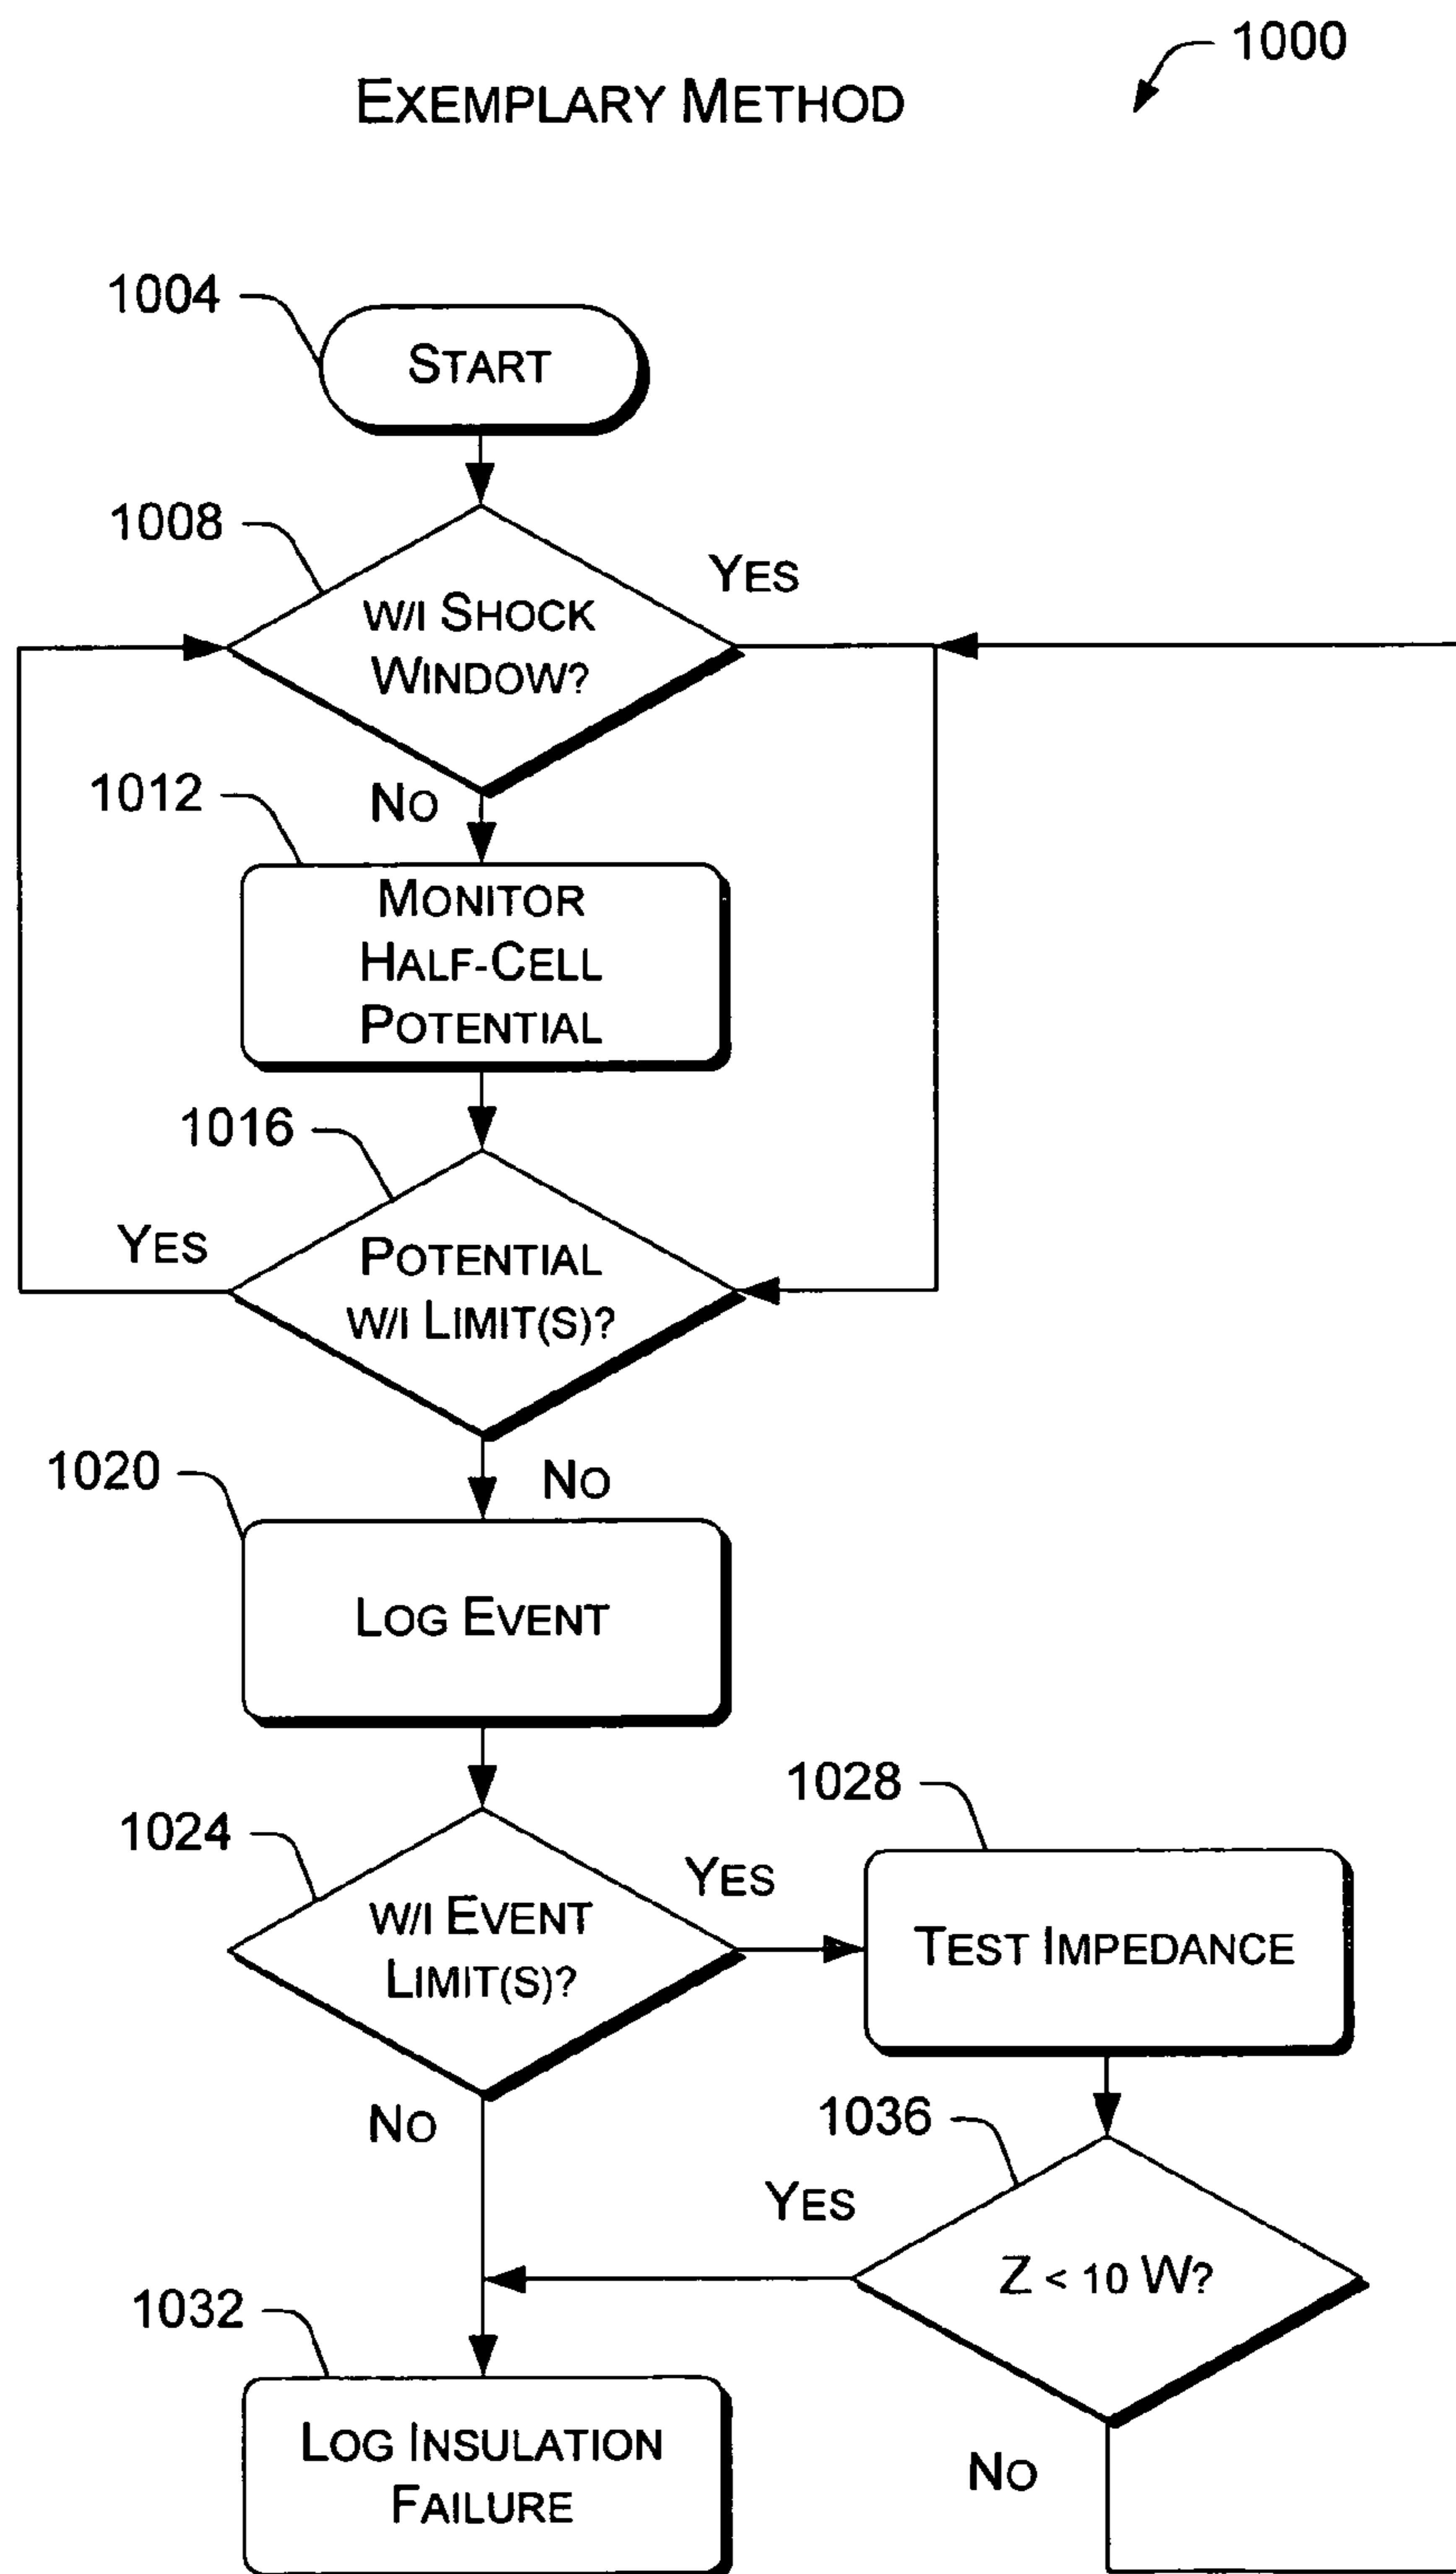 1000
EXEMPLARY METHOD
1004
START
1008
W/I SHOCK
WINDOW?
YES
NO
1012
MONITOR
HALF-CELL
POTENTIAL
1016
YES
POTENTIAL
W/I LIMIT(S)?
NO
1020
LOG EVENT
1024
W/I EVENT
LIMIT(S)?
YES
1028
TEST IMPEDANCE
NO
1036
YES
Z < 10 W?
1032
LOG INSULATION
FAILURE
NO